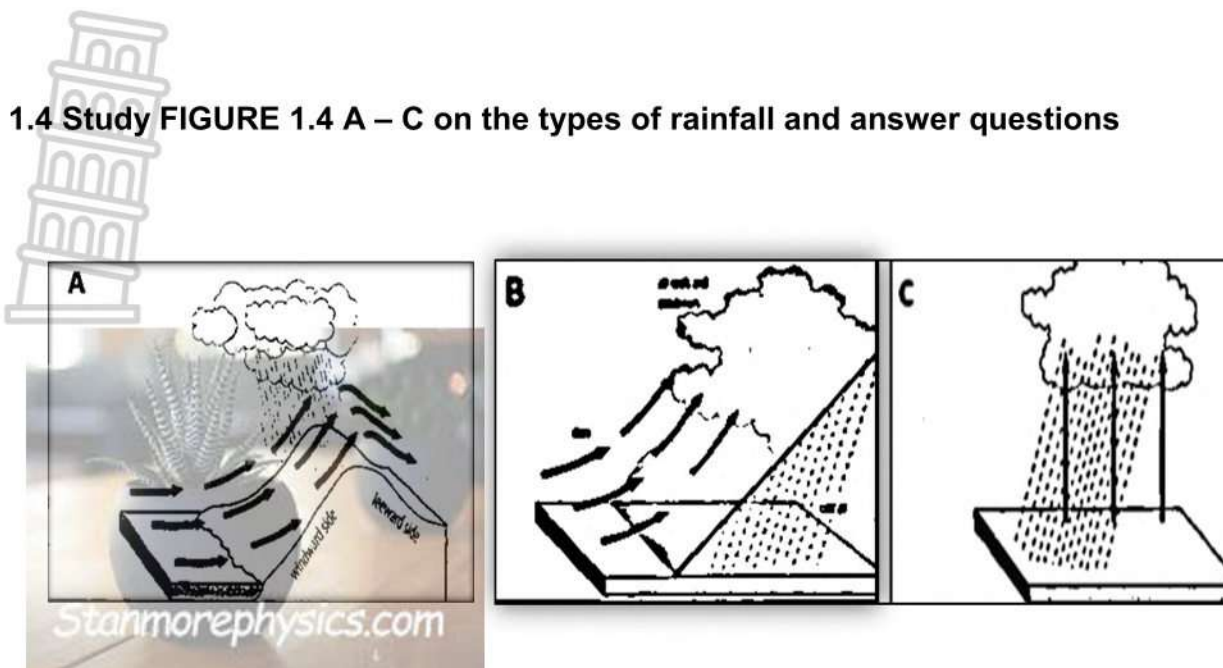 1.4 Study FIGURE 1.4 A – C on the types of rainfall and answer questions
A
B
C
windward side
leeward side.
Stanmorephysics.com